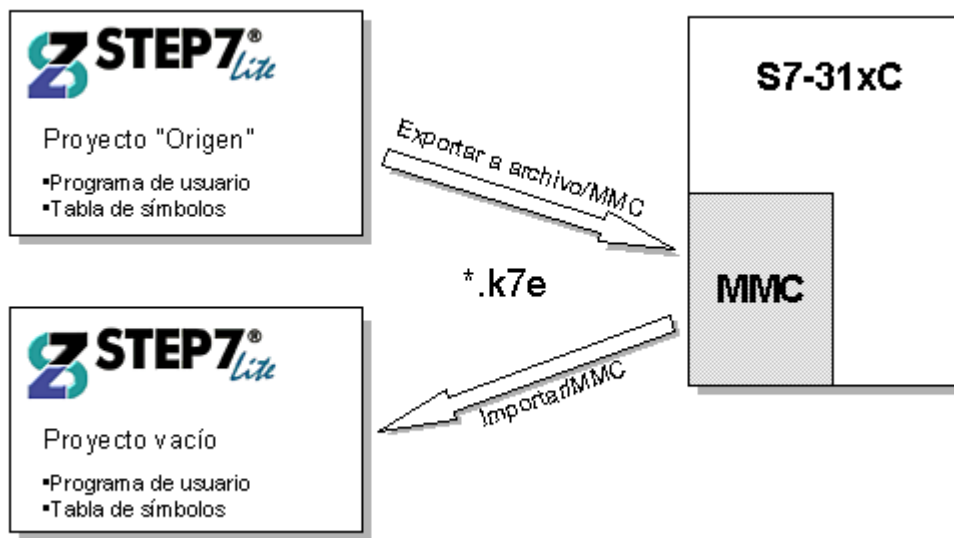 STEP7® Lite
Proyecto "Origen"
▪Programa de usuario
▪Tabla de símbolos
Exportar a archivo/MMC
S7-31xC
*.k7e
MMC
STEP7® Lite
Proyecto vacío
▪Programa de usuario
▪Tabla de símbolos
Importar/MMC